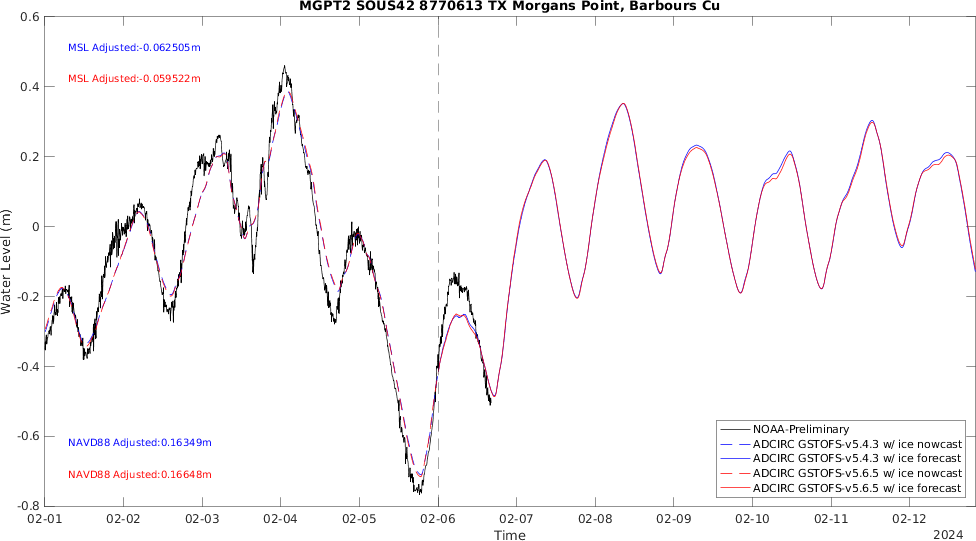 MGPT2 SOUS42 8770613 TX Morgans Point, Barbours Cu
0.6
0.4
0.2
0
-0.2
-0.4
-0.6
-0.8
Water Level (m)
MSL Adjusted:-0.062505m
MSL Adjusted:-0.059522m
NAVD88 Adjusted:0.16349m
NAVD88 Adjusted:0.16648m
NOAA-Preliminary
ADCIRC GSTOFS-v5.4.3 w/ ice nowcast
ADCIRC GSTOFS-v5.4.3 w/ ice forecast
ADCIRC GSTOFS-v5.6.5 w/ ice nowcast
ADCIRC GSTOFS-v5.6.5 w/ ice forecast
02-01 02-02 02-03 02-04 02-05 02-06 02-07 02-08 02-09 02-10 02-11 02-12
Time
2024